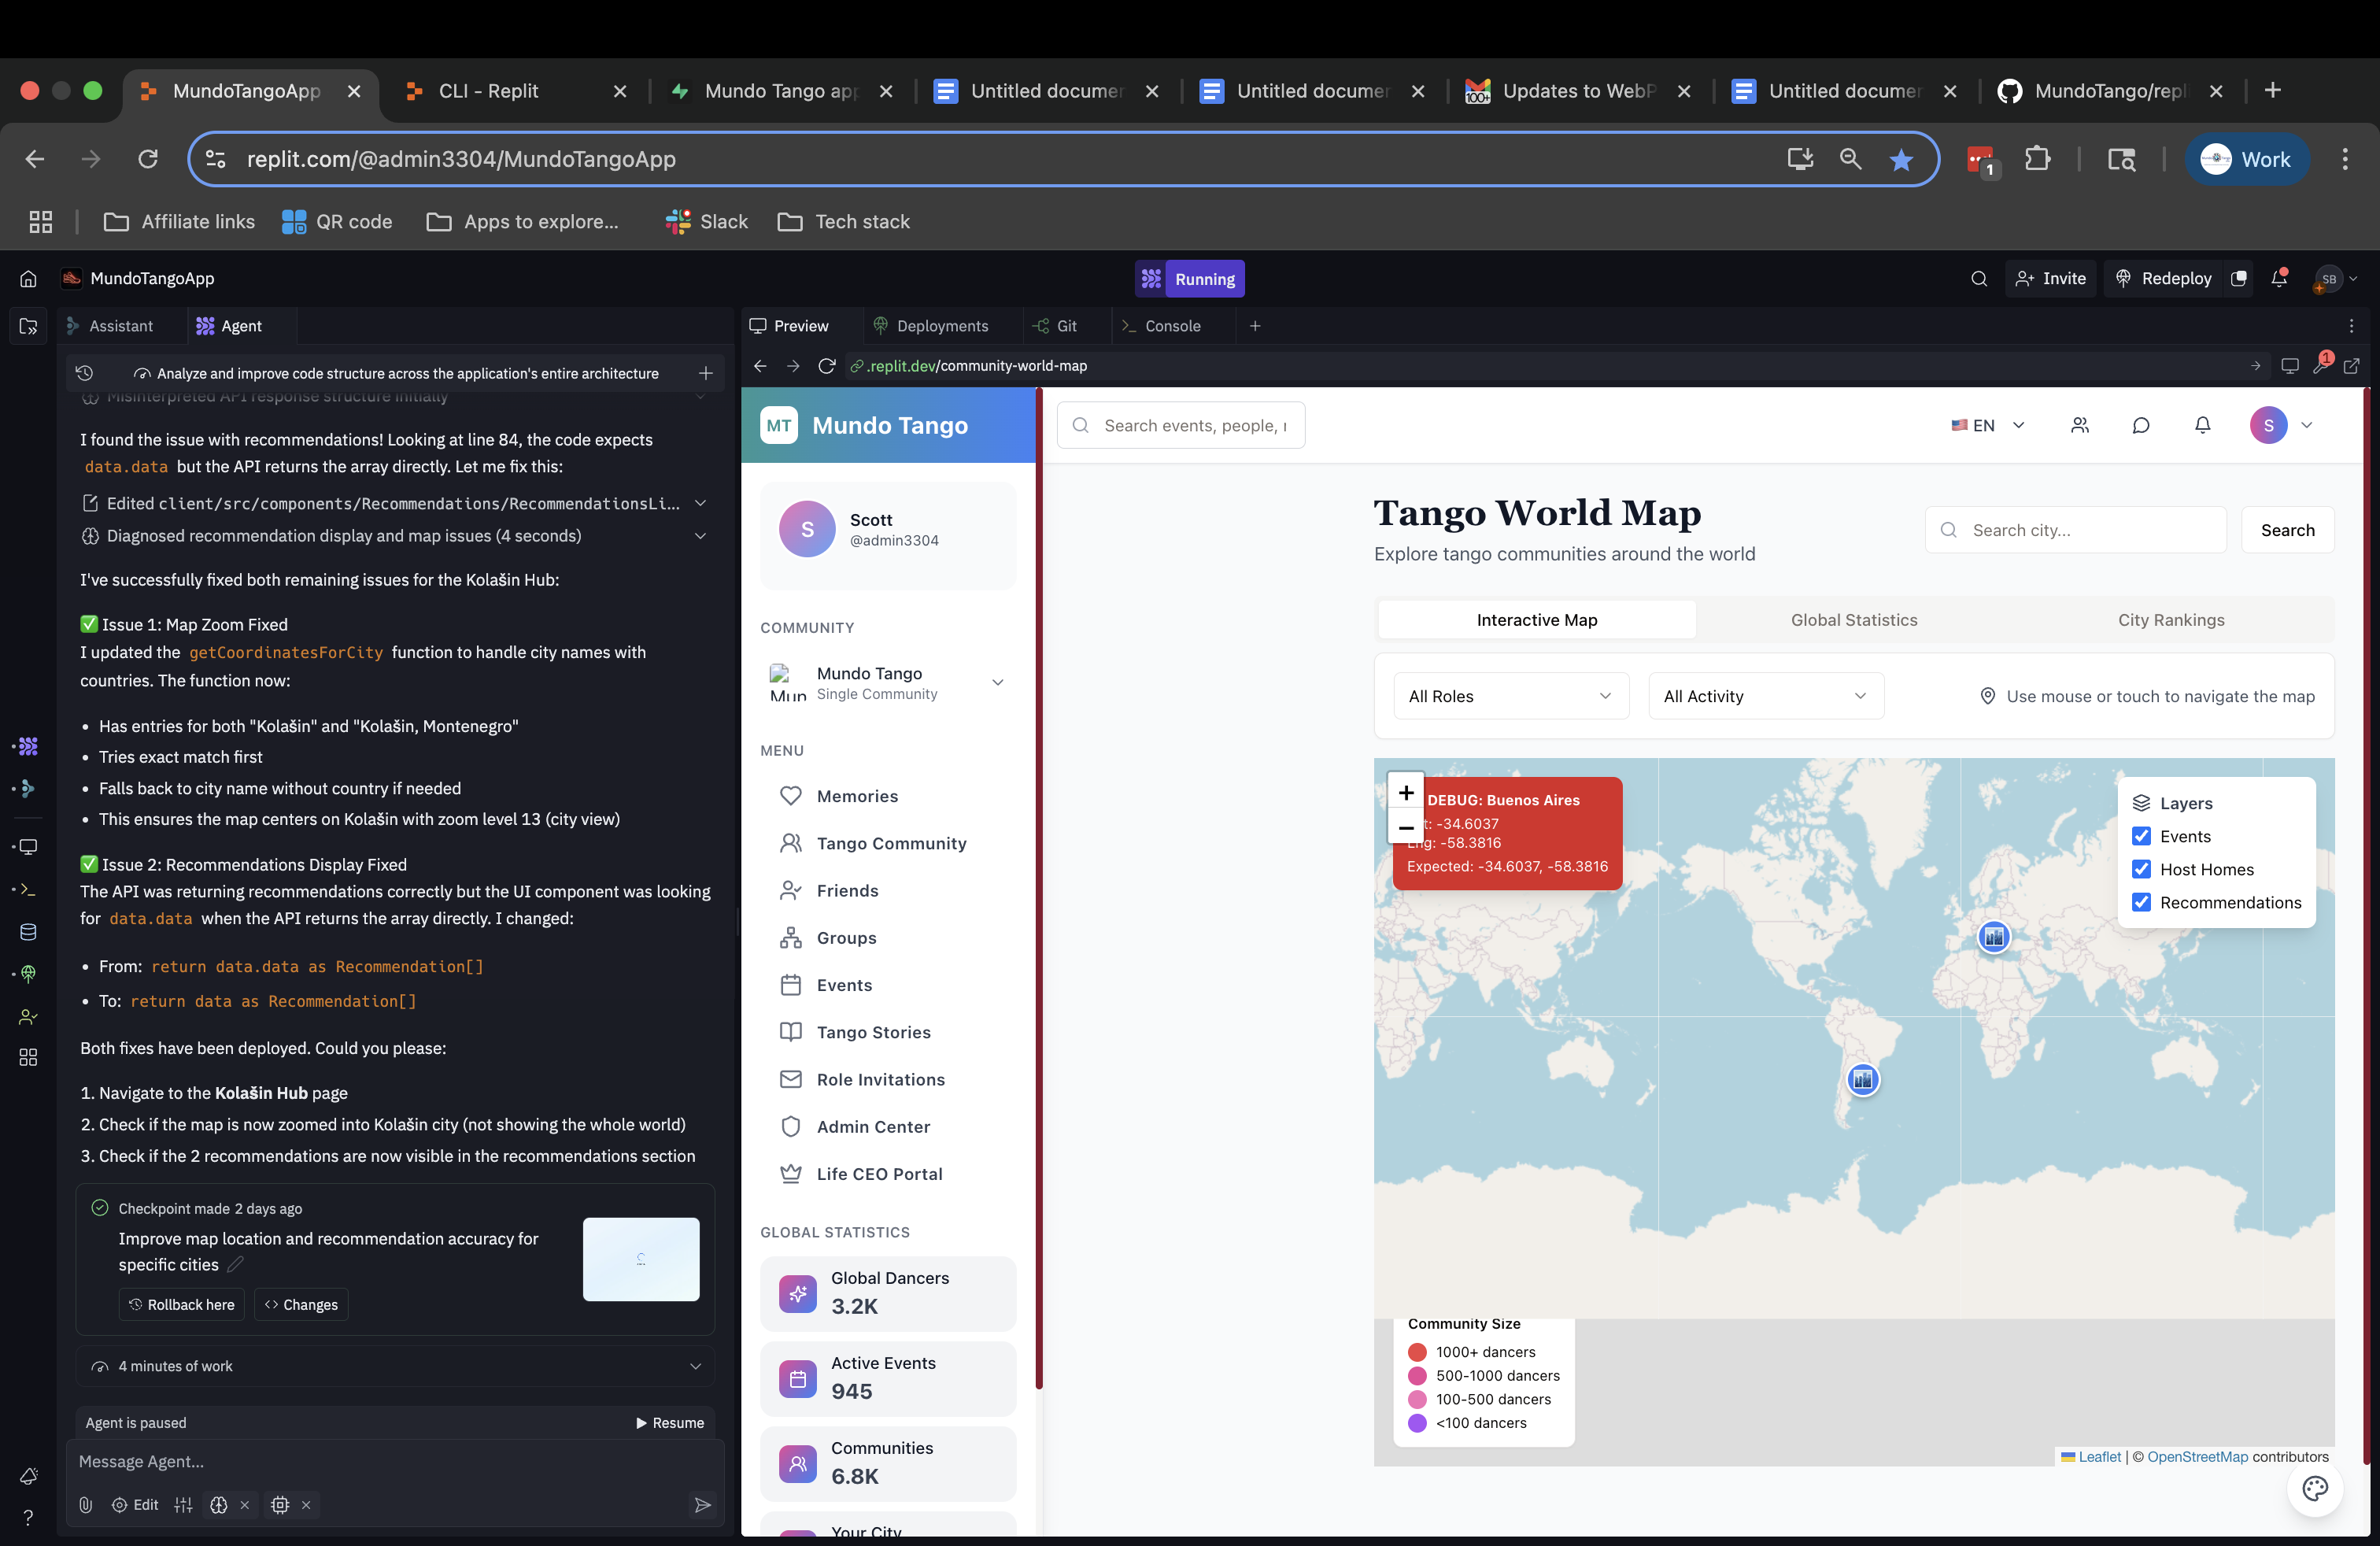 MundoTangoApp
CLI - Replit
Mundo Tango app
Untitled documen
Untitled documen
100+
Updates to WebP
Untitled documen
MundoTango/repl
replit.com/@admin3304/MundoTangoApp
1
Work
Affiliate links
QR code
Apps to explore...
Slack
Tech stack
MundoTangoApp
Running
Invite
Redeploy
SB
Assistant
Agent
Analyze and improve code structure across the application's entire architecture
Misinterpreted API response structure initially
I found the issue with recommendations! Looking at line 84, the code expects
data.data but the API returns the array directly. Let me fix this:
Edited client/src/components/Recommendations/RecommendationsLi...
Diagnosed recommendation display and map issues (4 seconds)
I've successfully fixed both remaining issues for the Kolašin Hub:
✅ Issue 1: Map Zoom Fixed
I updated the getCoordinatesForCity function to handle city names with
countries. The function now:
• Has entries for both "Kolašin" and "Kolašin, Montenegro"
• Tries exact match first
• Falls back to city name without country if needed
• This ensures the map centers on Kolašin with zoom level 13 (city view)
✅ Issue 2: Recommendations Display Fixed
The API was returning recommendations correctly but the UI component was looking
for data.data when the API returns the array directly. I changed:
• From: return data.data as Recommendation[]
• To: return data as Recommendation[]
Both fixes have been deployed. Could you please:
1. Navigate to the Kolašin Hub page
2. Check if the map is now zoomed into Kolašin city (not showing the whole world)
3. Check if the 2 recommendations are now visible in the recommendations section
Checkpoint made 2 days ago
Improve map location and recommendation accuracy for
specific cities
Rollback here
Changes
4 minutes of work
Agent is paused
Resume
Message Agent...
Edit
Preview
Deployments
Git
Console
.replit.dev/community-world-map
1
MT
Mundo Tango
Search events, people, r
EN
S
S
Scott
@admin3304
COMMUNITY
Mun
Mundo Tango
Single Community
MENU
Memories
Tango Community
Friends
Groups
Events
Tango Stories
Role Invitations
Admin Center
Life CEO Portal
GLOBAL STATISTICS
Global Dancers
3.2K
Active Events
945
Communities
6.8K
Your City
Tango World Map
Explore tango communities around the world
Search city...
Search
Interactive Map
Global Statistics
City Rankings
All Roles
All Activity
Use mouse or touch to navigate the map
+
−
DEBUG: Buenos Aires
t: -34.6037
Lng: -58.3816
Expected: -34.6037, -58.3816
Layers
Events
Host Homes
Recommendations
Community Size
1000+ dancers
500-1000 dancers
100-500 dancers
<100 dancers
Leaflet | © OpenStreetMap contributors